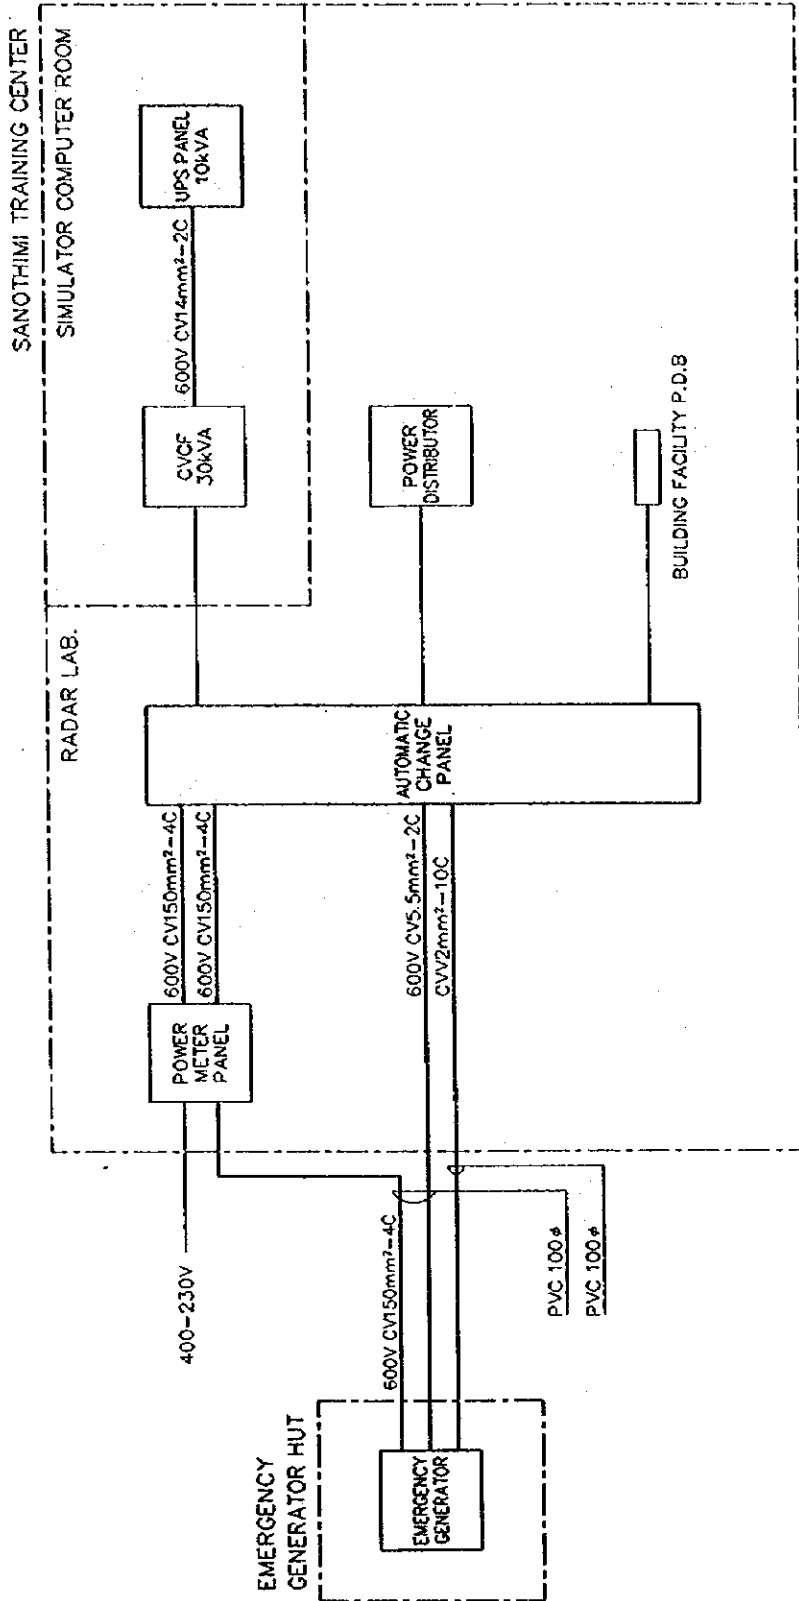 SANOTHIMI TRAINING CENTER
SIMULATOR COMPUTER ROOM
RADAR LAB.
UPS PANEL
10kVA
600V CV14mm²-2C
CVCF
30kVA
POWER
DISTRIBUTOR
BUILDING FACILITY P.D.B
AUTOMATIC
CHANGE
PANEL
600V CV150mm²-4C
600V CV150mm²-4C
600V CV5.5mm²-2C
CVV2mm²-10C
POWER
METER
PANEL
400-230V
600V CV150mm²-4C
PVC 100ϕ
PVC 100ϕ
EMERGENCY
GENERATOR HUT
EMERGENCY
GENERATOR